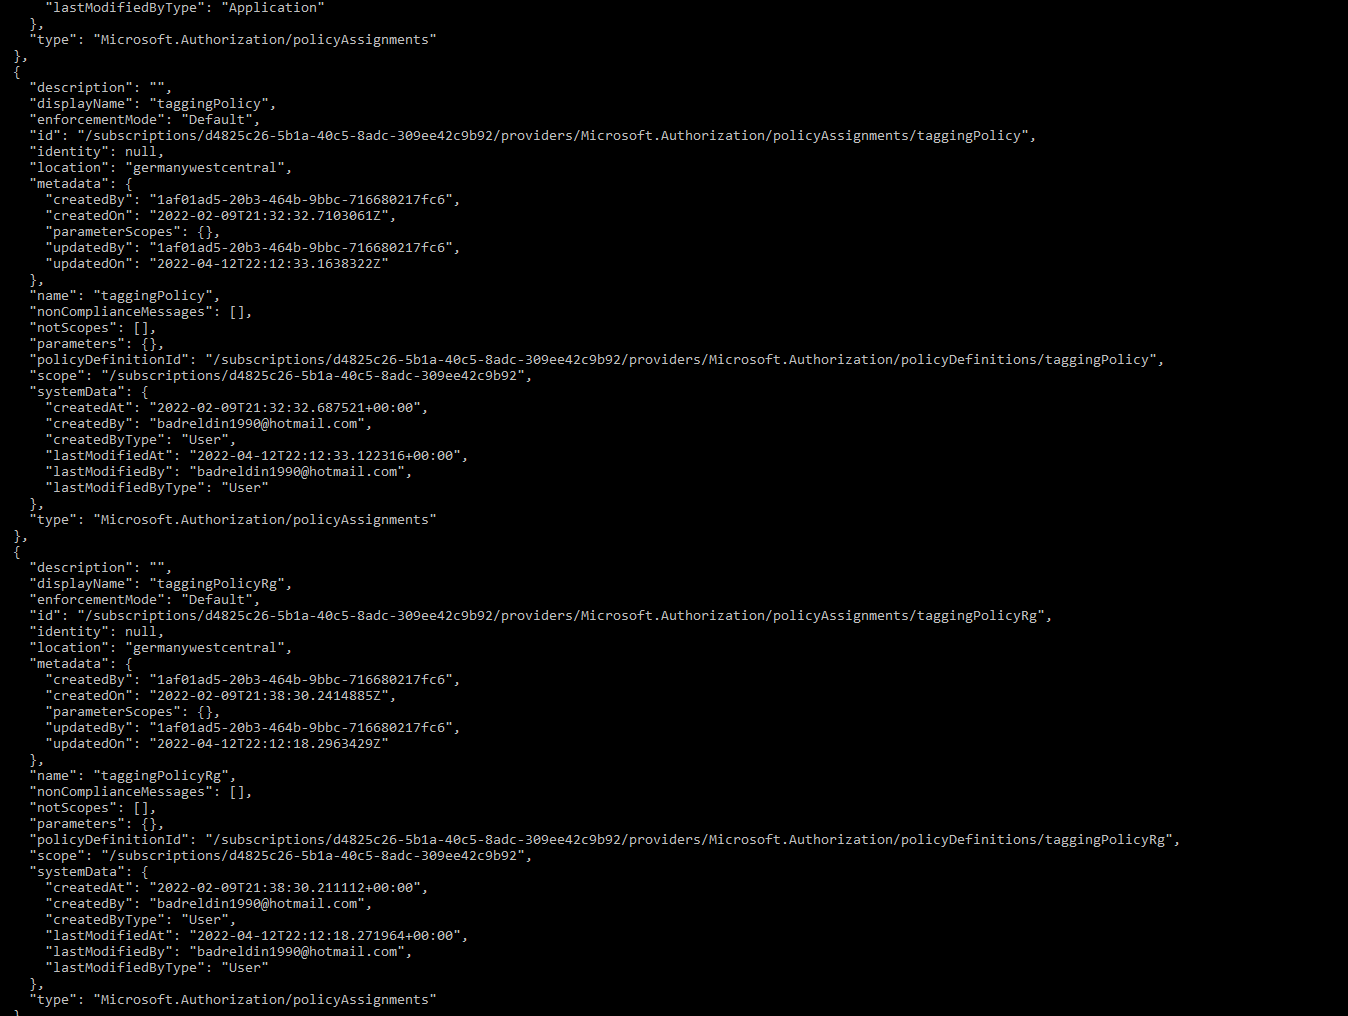 "lastModifiedByType": "Application"
},
"type": "Microsoft.Authorization/policyAssignments"
},
{
"description": "",
"displayName": "taggingPolicy",
"enforcementMode": "Default",
"id": "/subscriptions/d4825c26-5b1a-40c5-8adc-309ee42c9b92/providers/Microsoft.Authorization/policyAssignments/taggingPolicy",
"identity": null,
"location": "germanywestcentral",
"metadata": {
"createdBy": "1af01ad5-20b3-464b-9bbc-716680217fc6",
"createdOn": "2022-02-09T21:32:32.7103061Z",
"parameterScopes": {},
"updatedBy": "1af01ad5-20b3-464b-9bbc-716680217fc6",
"updatedOn": "2022-04-12T22:12:33.1638322Z"
},
"name": "taggingPolicy",
"nonComplianceMessages": [],
"notScopes": [],
"parameters": {},
"policyDefinitionId": "/subscriptions/d4825c26-5b1a-40c5-8adc-309ee42c9b92/providers/Microsoft.Authorization/policyDefinitions/taggingPolicy",
"scope": "/subscriptions/d4825c26-5b1a-40c5-8adc-309ee42c9b92",
"systemData": {
"createdAt": "2022-02-09T21:32:32.687521+00:00",
"createdBy": "badreldin1990@hotmail.com",
"createdByType": "User",
"lastModifiedAt": "2022-04-12T22:12:33.122316+00:00",
"lastModifiedBy": "badreldin1990@hotmail.com",
"lastModifiedByType": "User"
},
"type": "Microsoft.Authorization/policyAssignments"
},
{
"description": "",
"displayName": "taggingPolicyRg",
"enforcementMode": "Default",
"id": "/subscriptions/d4825c26-5b1a-40c5-8adc-309ee42c9b92/providers/Microsoft.Authorization/policyAssignments/taggingPolicyRg",
"identity": null,
"location": "germanywestcentral",
"metadata": {
"createdBy": "1af01ad5-20b3-464b-9bbc-716680217fc6",
"createdOn": "2022-02-09T21:38:30.2414885Z",
"parameterScopes": {},
"updatedBy": "1af01ad5-20b3-464b-9bbc-716680217fc6",
"updatedOn": "2022-04-12T22:12:18.2963429Z"
},
"name": "taggingPolicyRg",
"nonComplianceMessages": [],
"notScopes": [],
"parameters": {},
"policyDefinitionId": "/subscriptions/d4825c26-5b1a-40c5-8adc-309ee42c9b92/providers/Microsoft.Authorization/policyDefinitions/taggingPolicyRg",
"scope": "/subscriptions/d4825c26-5b1a-40c5-8adc-309ee42c9b92",
"systemData": {
"createdAt": "2022-02-09T21:38:30.211112+00:00",
"createdBy": "badreldin1990@hotmail.com",
"createdByType": "User",
"lastModifiedAt": "2022-04-12T22:12:18.271964+00:00",
"lastModifiedBy": "badreldin1990@hotmail.com",
"lastModifiedByType": "User"
},
"type": "Microsoft.Authorization/policyAssignments"
}